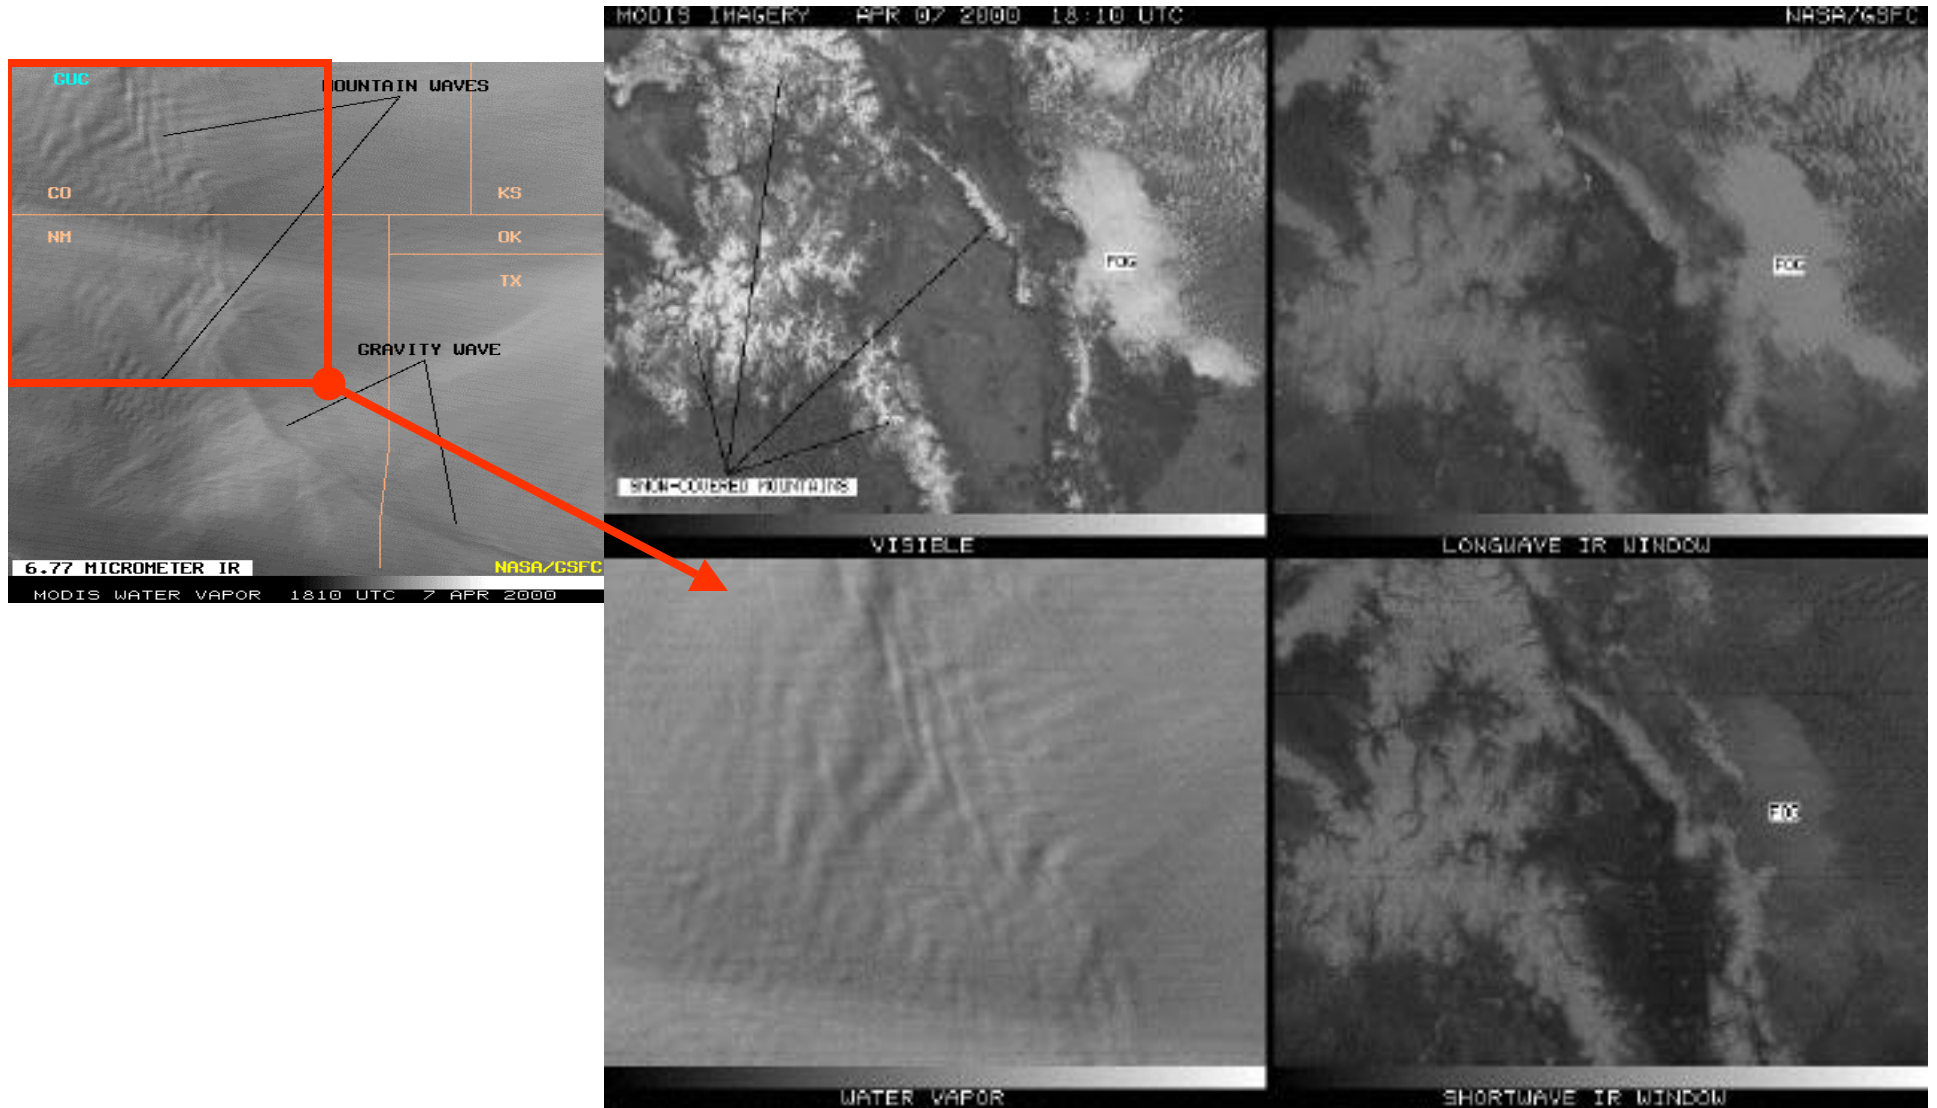 GUC
MOUNTAIN WAVES
CO
KS
NM
OK
TX
GRAVITY WAVE
6.77 MICROMETER IR
NASA/GSFC
MODIS WATER VAPOR 1810 UTC 7 APR 2000
MODIS IMAGERY APR 07 2000 18:10 UTC
NASA/GSFC
FOG
SNOW-COVERED MOUNTAINS
VISIBLE
FOG
LONGWAVE IR WINDOW
WATER VAPOR
FOG
SHORTWAVE IR WINDOW